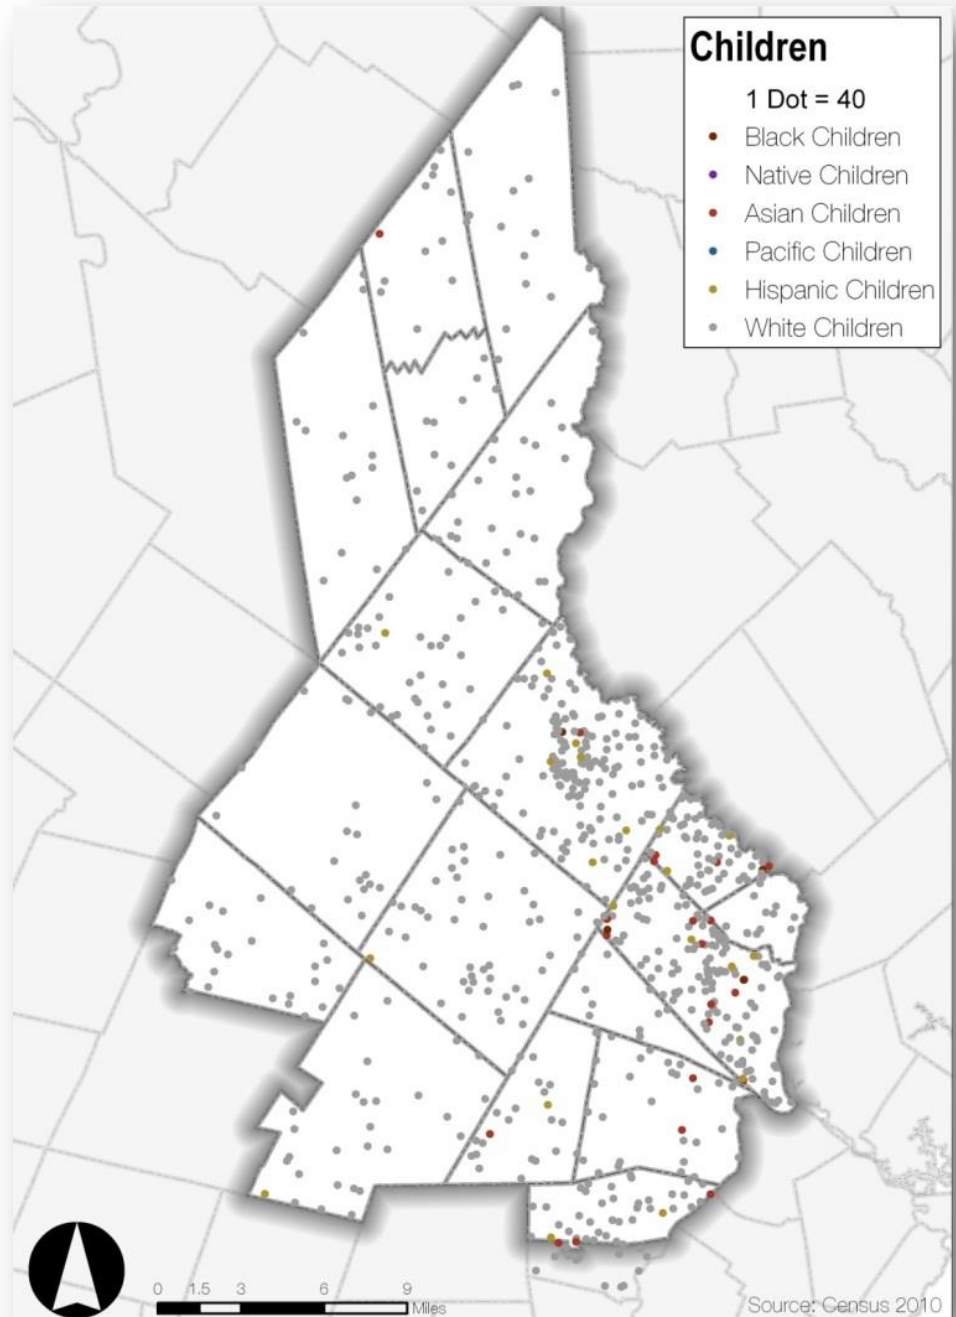 Children
1 Dot = 40
Black Children
Native Children
Asian Children
Pacific Children
Hispanic Children
White Children
0 1.5 3 6 9
Miles
Source: Census 2010